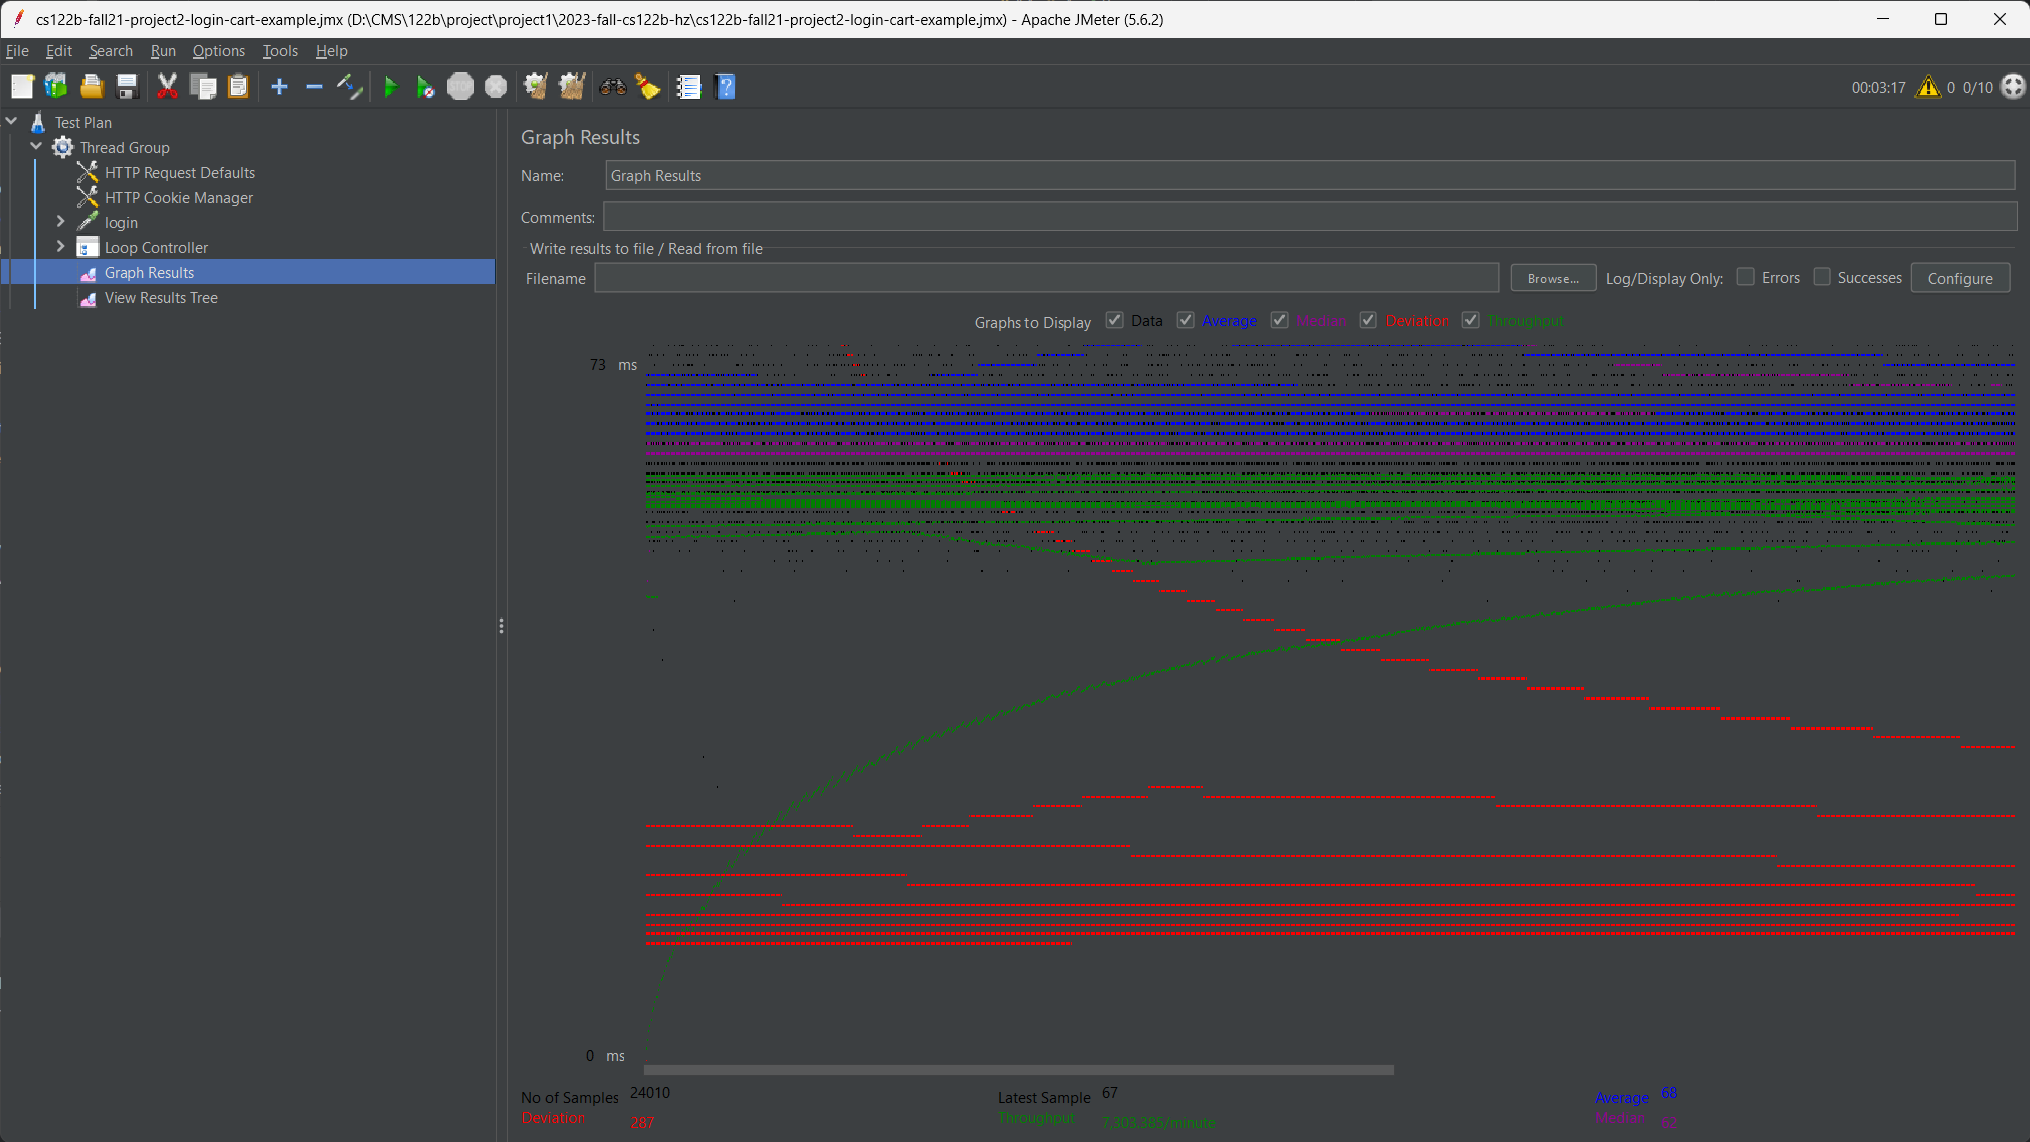 cs122b-fall21-project2-login-cart-example.jmx (D:\CMS\122b\project\project1\2023-fall-cs122b-hz\cs122b-fall21-project2-login-cart-example.jmx) - Apache JMeter (5.6.2)
File Edit Search Run Options Tools Help
STOP
00:03:17 0 0/10
Test Plan
Thread Group
HTTP Request Defaults
HTTP Cookie Manager
login
Loop Controller
Graph Results
View Results Tree
Graph Results
Name: Graph Results
Comments:
Write results to file / Read from file
Filename Browse... Log/Display Only: Errors Successes Configure
Graphs to Display Data Average Median Deviation Throughput
73 ms
0 ms
No of Samples 24010 Latest Sample 67 Average 68
Deviation 287 Throughput 7,303.385/minute Median